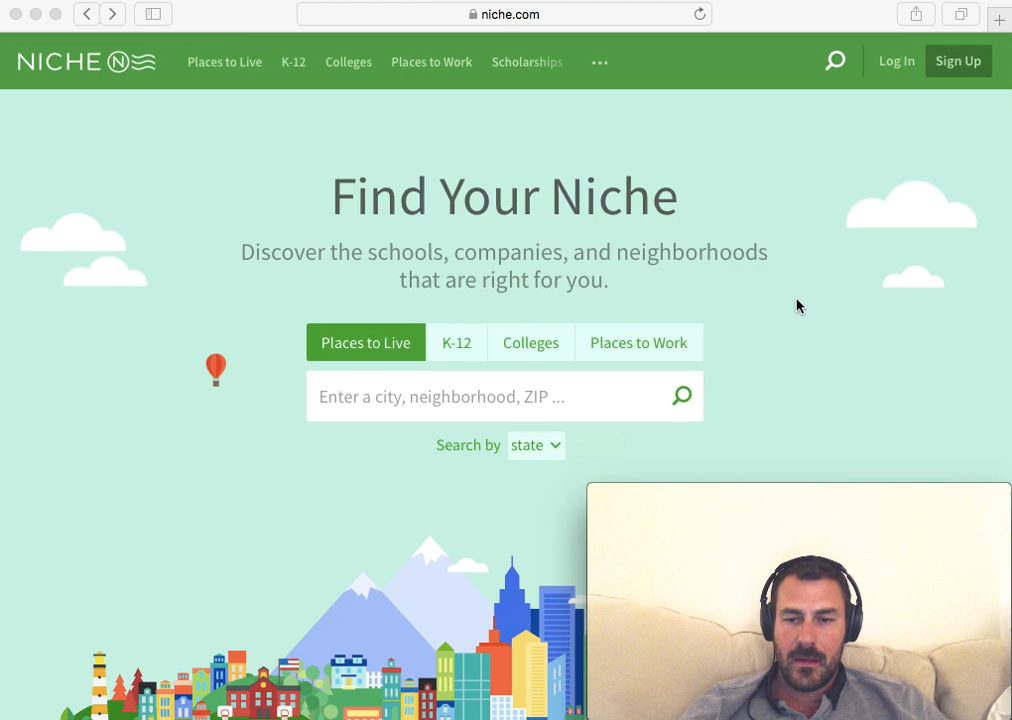 niche.com
NICHE N
Places to Live K-12 Colleges Places to Work Scholarships ... Log In Sign Up
Find Your Niche
Discover the schools, companies, and neighborhoods
that are right for you.
Places to Live K-12 Colleges Places to Work
Enter a city, neighborhood, ZIP ...
Search by state